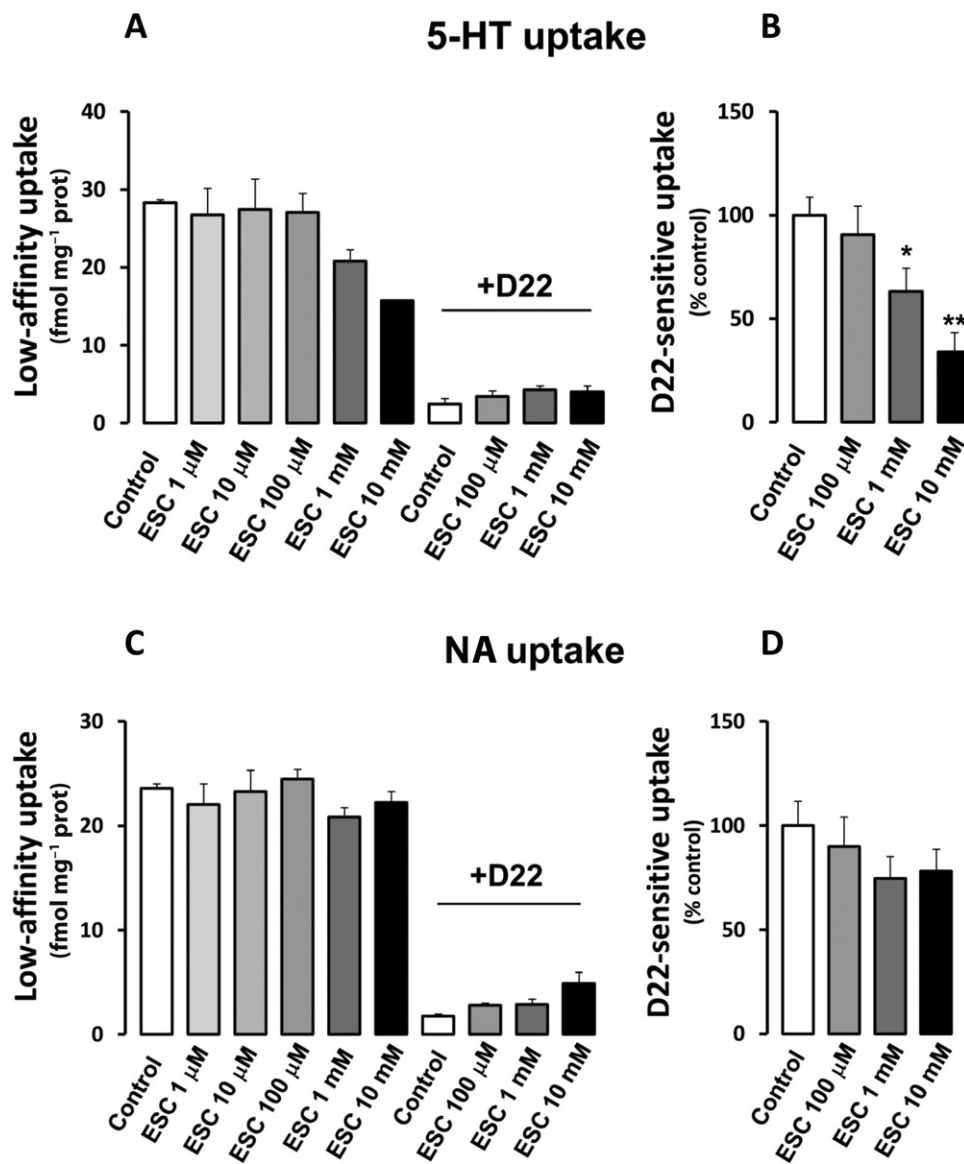 A
5-HT uptake
B
Low-affinity uptake
(fmol mg⁻¹ prot)
40
30
20
10
0
+D22
Control
ESC 1 μM
ESC 10 μM
ESC 100 μM
ESC 1 mM
ESC 10 mM
Control
ESC 100 μM
ESC 1 mM
ESC 10 mM
D22-sensitive uptake
(% control)
150
100
50
0
*
**
Control
ESC 100 μM
ESC 1 mM
ESC 10 mM
C
NA uptake
D
Low-affinity uptake
(fmol mg⁻¹ prot)
30
20
10
0
+D22
Control
ESC 1 μM
ESC 10 μM
ESC 100 μM
ESC 1 mM
ESC 10 mM
Control
ESC 100 μM
ESC 1 mM
ESC 10 mM
D22-sensitive uptake
(% control)
150
100
50
0
Control
ESC 100 μM
ESC 1 mM
ESC 10 mM